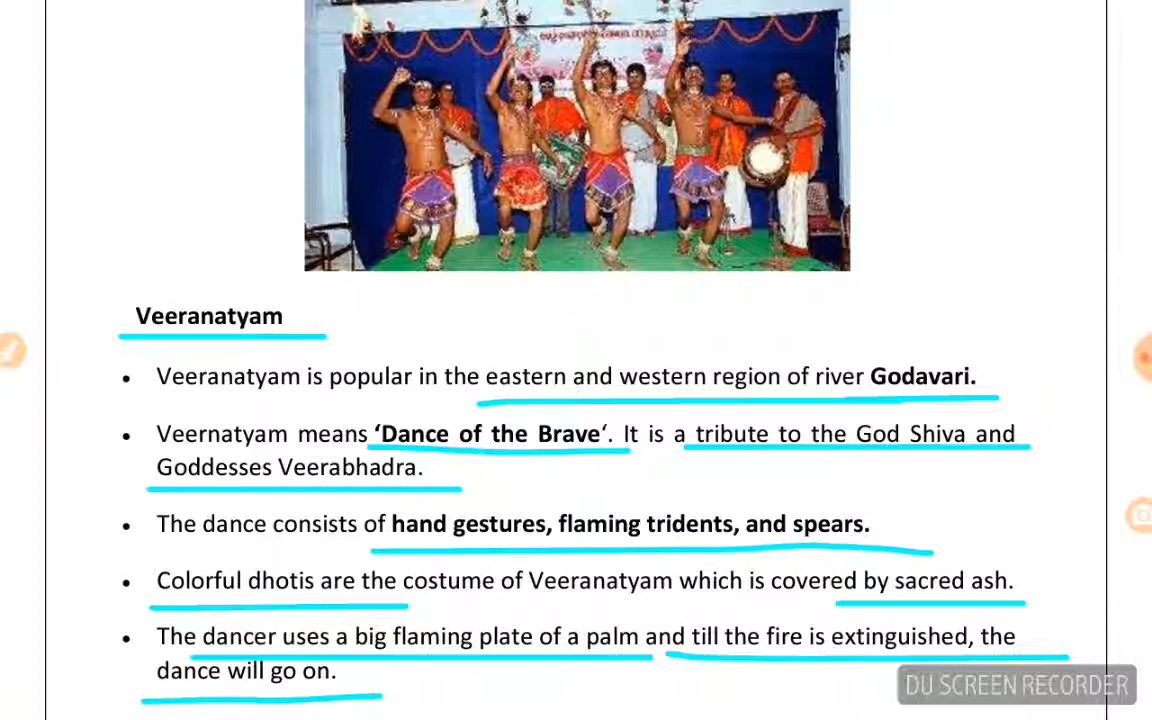 Veeranatyam
• Veeranatyam is popular in the eastern and western region of river Godavari.
• Veernatyam means ‘Dance of the Brave‘. It is a tribute to the God Shiva and
Goddesses Veerabhadra.
• The dance consists of hand gestures, flaming tridents, and spears.
• Colorful dhotis are the costume of Veeranatyam which is covered by sacred ash.
• The dancer uses a big flaming plate of a palm and till the fire is extinguished, the
dance will go on.
DU SCREEN RECORDER